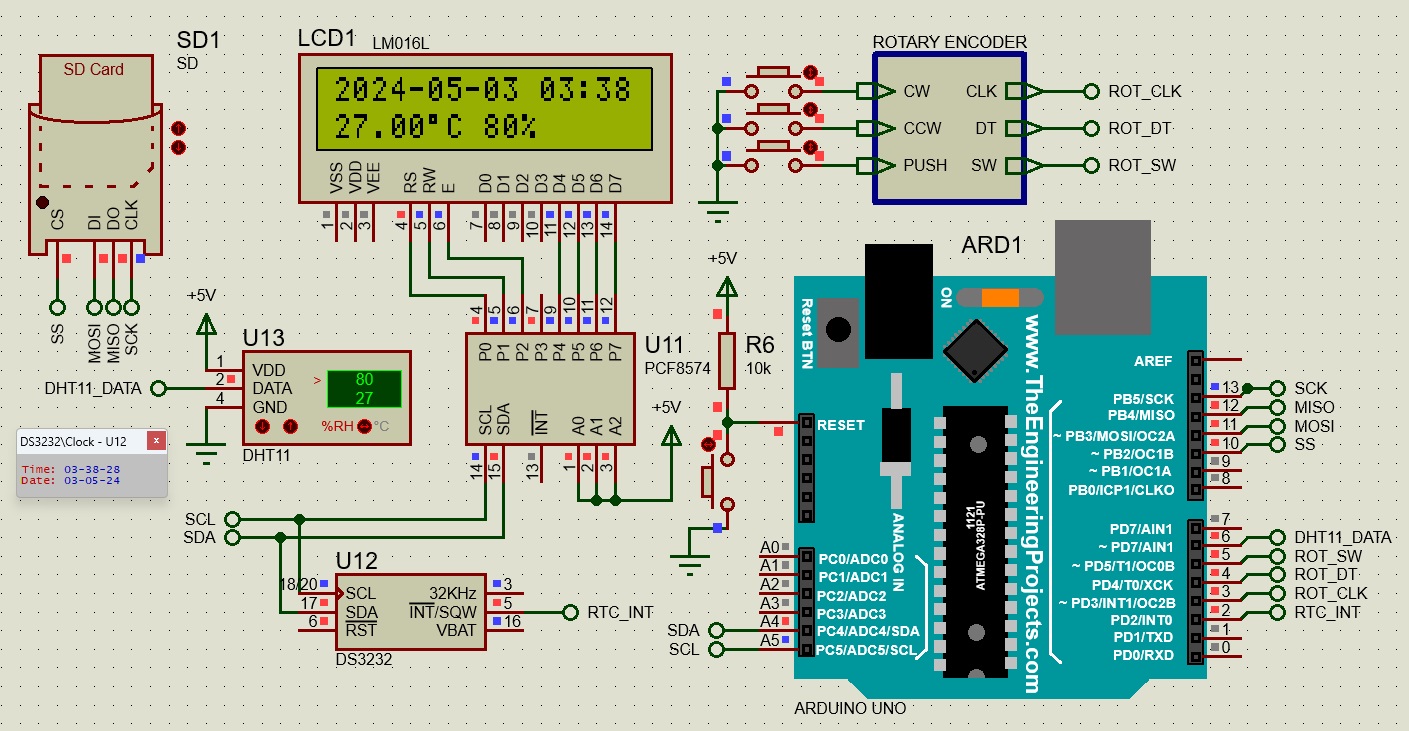 SD1
SD
SD Card
CS
DI
DO
CLK
SS
MOSI
MISO
SCK
LCD1
LM016L
2024-05-03 03:38
27.00°C 80%
VSS
VDD
VEE
RS
RW
E
D0
D1
D2
D3
D4
D5
D6
D7
1
2
3
4
5
6
7
8
9
10
11
12
13
14
ROTARY ENCODER
CW
CLK
ROT_CLK
CCW
DT
ROT_DT
PUSH
SW
ROT_SW
+5V
U13
1
VDD
2
DATA
4
GND
DHT11_DATA
>
80
27
%RH
°C
DHT11
DS3232\Clock - U12
x
Time: 03-38-28
Date: 03-05-24
4
5
6
7
9
10
11
12
P0
P1
P2
P3
P4
P5
P6
P7
U11
PCF8574
SCL
SDA
INT
A0
A1
A2
14
15
13
1
2
3
+5V
SCL
SDA
U12
18/20
SCL
17
SDA
6
RST
32KHz
3
INT/SQW
5
VBAT
16
RTC_INT
DS3232
+5V
R6
10k
ARD1
Reset BTN
ON
www.TheEngineeringProjects.com
RESET
ANALOG IN
1121
ATMEGA328P-PU
A0
PC0/ADC0
A1
PC1/ADC1
A2
PC2/ADC2
A3
PC3/ADC3
SDA
A4
PC4/ADC4/SDA
SCL
A5
PC5/ADC5/SCL
AREF
PB5/SCK
13
SCK
PB4/MISO
12
MISO
~ PB3/MOSI/OC2A
11
MOSI
~ PB2/OC1B
10
SS
~ PB1/OC1A
9
PB0/ICP1/CLKO
8
PD7/AIN1
7
~ PD7/AIN1
6
DHT11_DATA
~ PD5/T1/OC0B
5
ROT_SW
PD4/T0/XCK
4
ROT_DT
~ PD3/INT1/OC2B
3
ROT_CLK
PD2/INT0
2
RTC_INT
PD1/TXD
1
PD0/RXD
0
ARDUINO UNO